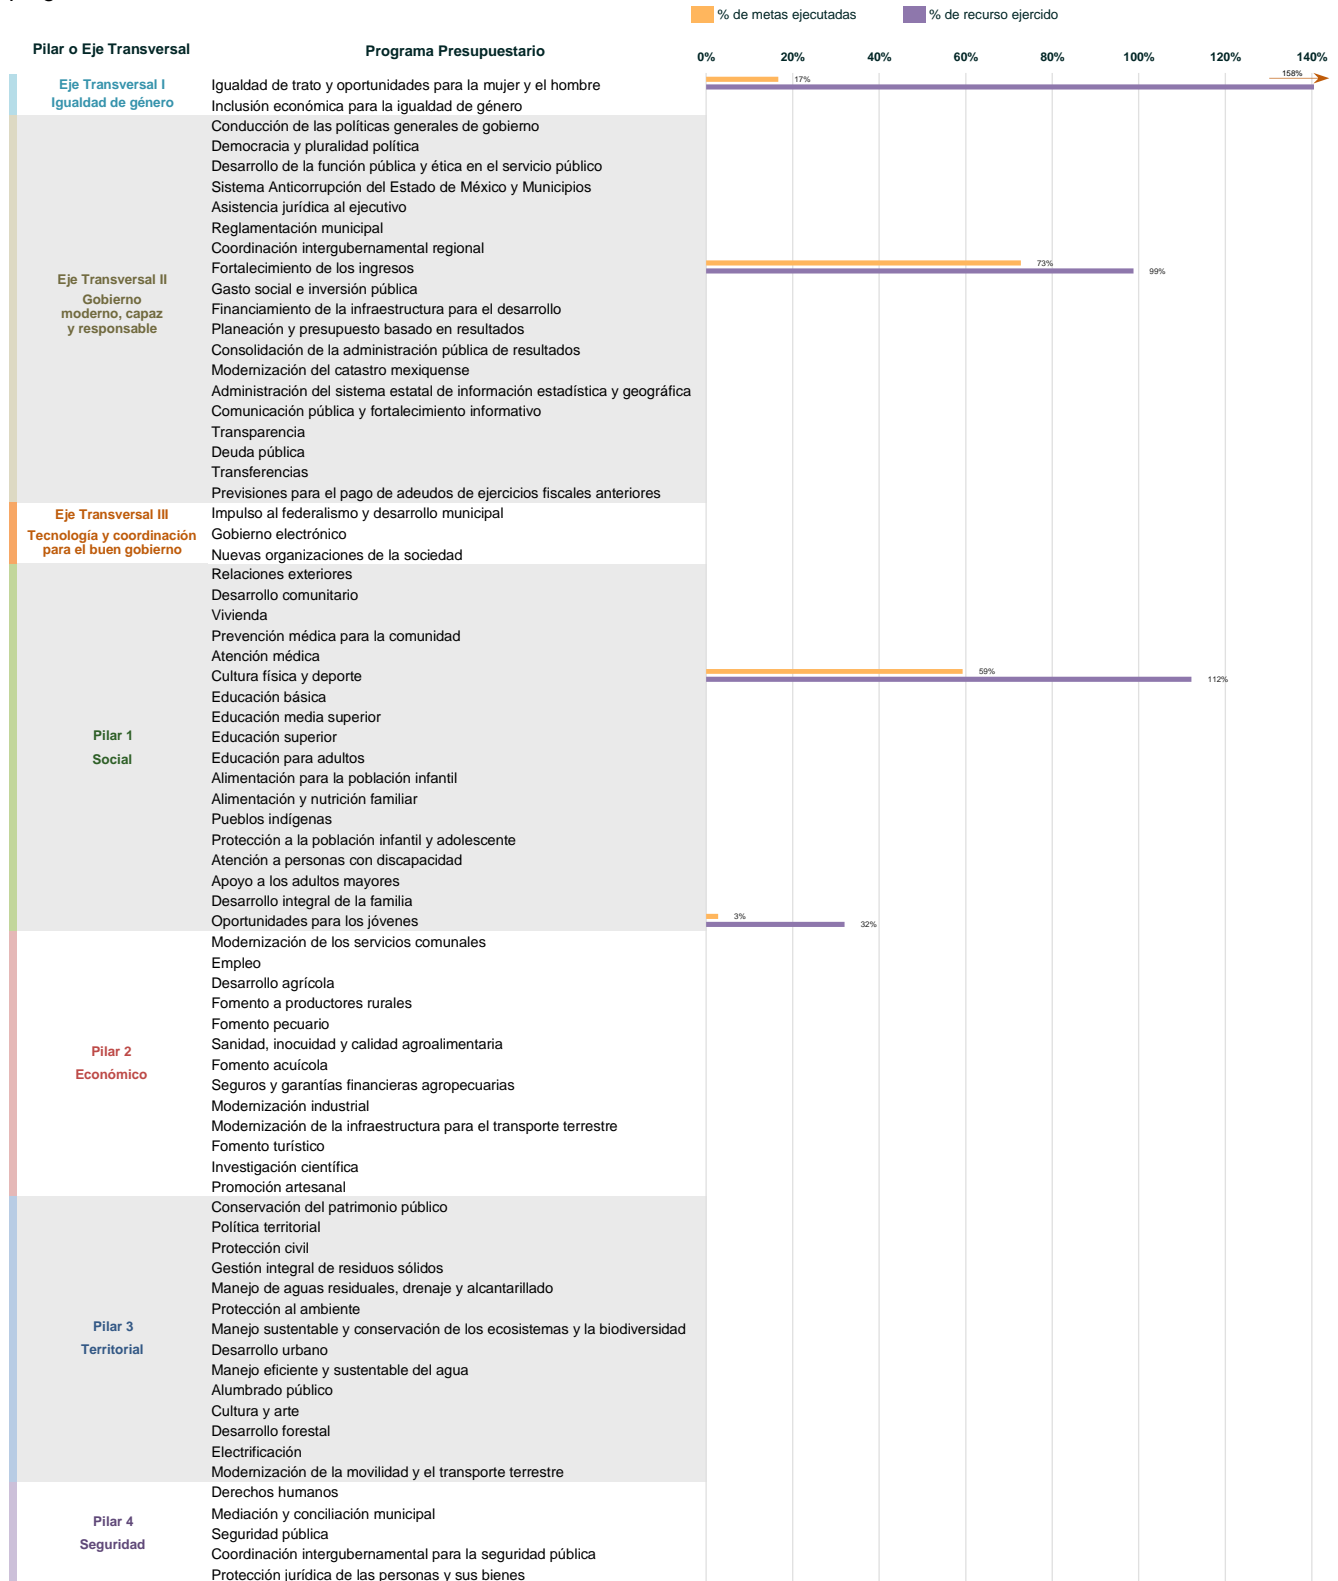 % de metas ejecutadas
% de recurso ejercido
Pilar o Eje Transversal
Programa Presupuestario
0%
20%
40%
60%
80%
100%
120%
140%
Eje Transversal I
Igualdad de género
Igualdad de trato y oportunidades para la mujer y el hombre
17%
158%
Inclusión económica para la igualdad de género
Eje Transversal II
Gobierno
moderno, capaz
y responsable
Conducción de las políticas generales de gobierno
Democracia y pluralidad política
Desarrollo de la función pública y ética en el servicio público
Sistema Anticorrupción del Estado de México y Municipios
Asistencia jurídica al ejecutivo
Reglamentación municipal
Coordinación intergubernamental regional
Fortalecimiento de los ingresos
73%
99%
Gasto social e inversión pública
Financiamiento de la infraestructura para el desarrollo
Planeación y presupuesto basado en resultados
Consolidación de la administración pública de resultados
Modernización del catastro mexiquense
Administración del sistema estatal de información estadística y geográfica
Comunicación pública y fortalecimiento informativo
Transparencia
Deuda pública
Transferencias
Previsiones para el pago de adeudos de ejercicios fiscales anteriores
Eje Transversal III
Tecnología y coordinación
para el buen gobierno
Impulso al federalismo y desarrollo municipal
Gobierno electrónico
Nuevas organizaciones de la sociedad
Pilar 1
Social
Relaciones exteriores
Desarrollo comunitario
Vivienda
Prevención médica para la comunidad
Atención médica
Cultura física y deporte
59%
112%
Educación básica
Educación media superior
Educación superior
Educación para adultos
Alimentación para la población infantil
Alimentación y nutrición familiar
Pueblos indígenas
Protección a la población infantil y adolescente
Atención a personas con discapacidad
Apoyo a los adultos mayores
Desarrollo integral de la familia
Oportunidades para los jóvenes
3%
32%
Pilar 2
Económico
Modernización de los servicios comunales
Empleo
Desarrollo agrícola
Fomento a productores rurales
Fomento pecuario
Sanidad, inocuidad y calidad agroalimentaria
Fomento acuícola
Seguros y garantías financieras agropecuarias
Modernización industrial
Modernización de la infraestructura para el transporte terrestre
Fomento turístico
Investigación científica
Promoción artesanal
Pilar 3
Territorial
Conservación del patrimonio público
Política territorial
Protección civil
Gestión integral de residuos sólidos
Manejo de aguas residuales, drenaje y alcantarillado
Protección al ambiente
Manejo sustentable y conservación de los ecosistemas y la biodiversidad
Desarrollo urbano
Manejo eficiente y sustentable del agua
Alumbrado público
Cultura y arte
Desarrollo forestal
Electrificación
Modernización de la movilidad y el transporte terrestre
Pilar 4
Seguridad
Derechos humanos
Mediación y conciliación municipal
Seguridad pública
Coordinación intergubernamental para la seguridad pública
Protección jurídica de las personas y sus bienes